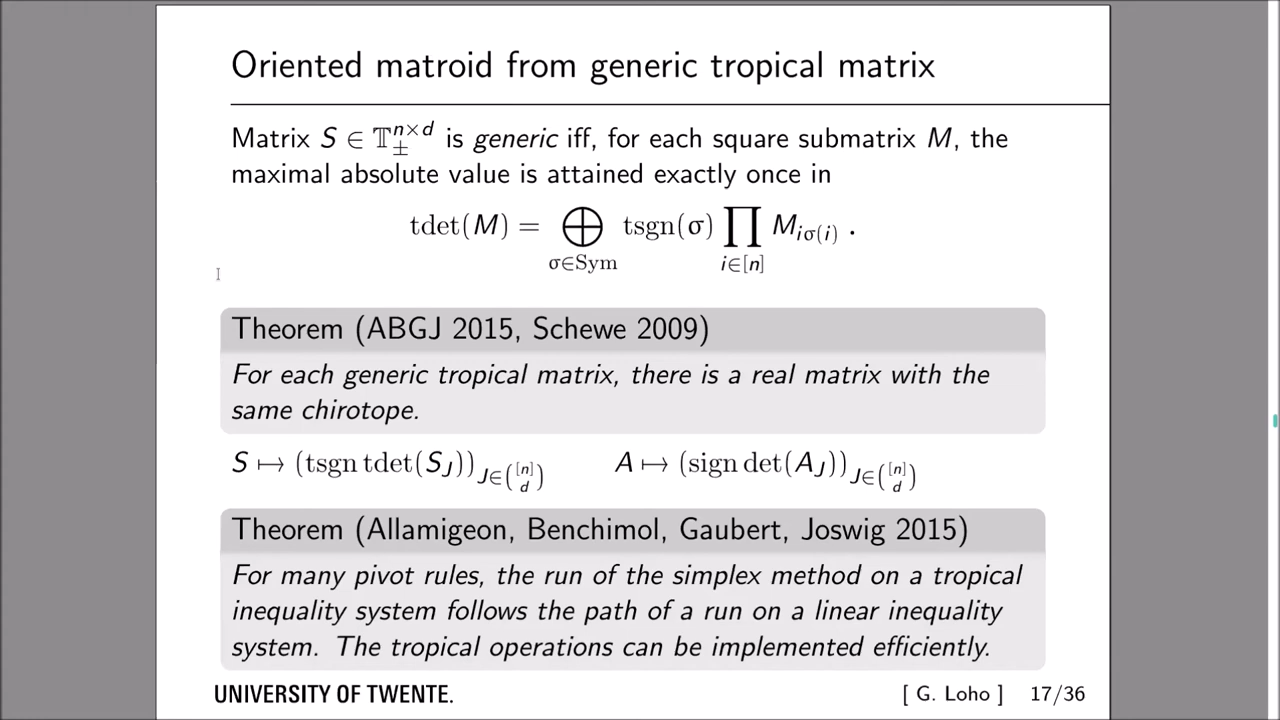 Oriented matroid from generic tropical matrix
Matrix S ∈ 𝕋±^{n×d} is generic iff, for each square submatrix M, the
maximal absolute value is attained exactly once in
tdet(M) = ⨁_{σ∈Sym} tsgn(σ) ∏_{i∈[n]} M_{iσ(i)} .
Theorem (ABGJ 2015, Schewe 2009)
For each generic tropical matrix, there is a real matrix with the
same chirotope.
S ↦ (tsgn tdet(S_J))_{J∈([n] d)} A ↦ (sign det(A_J))_{J∈([n] d)}
Theorem (Allamigeon, Benchimol, Gaubert, Joswig 2015)
For many pivot rules, the run of the simplex method on a tropical
inequality system follows the path of a run on a linear inequality
system. The tropical operations can be implemented efficiently.
UNIVERSITY OF TWENTE. [ G. Loho ] 17/36